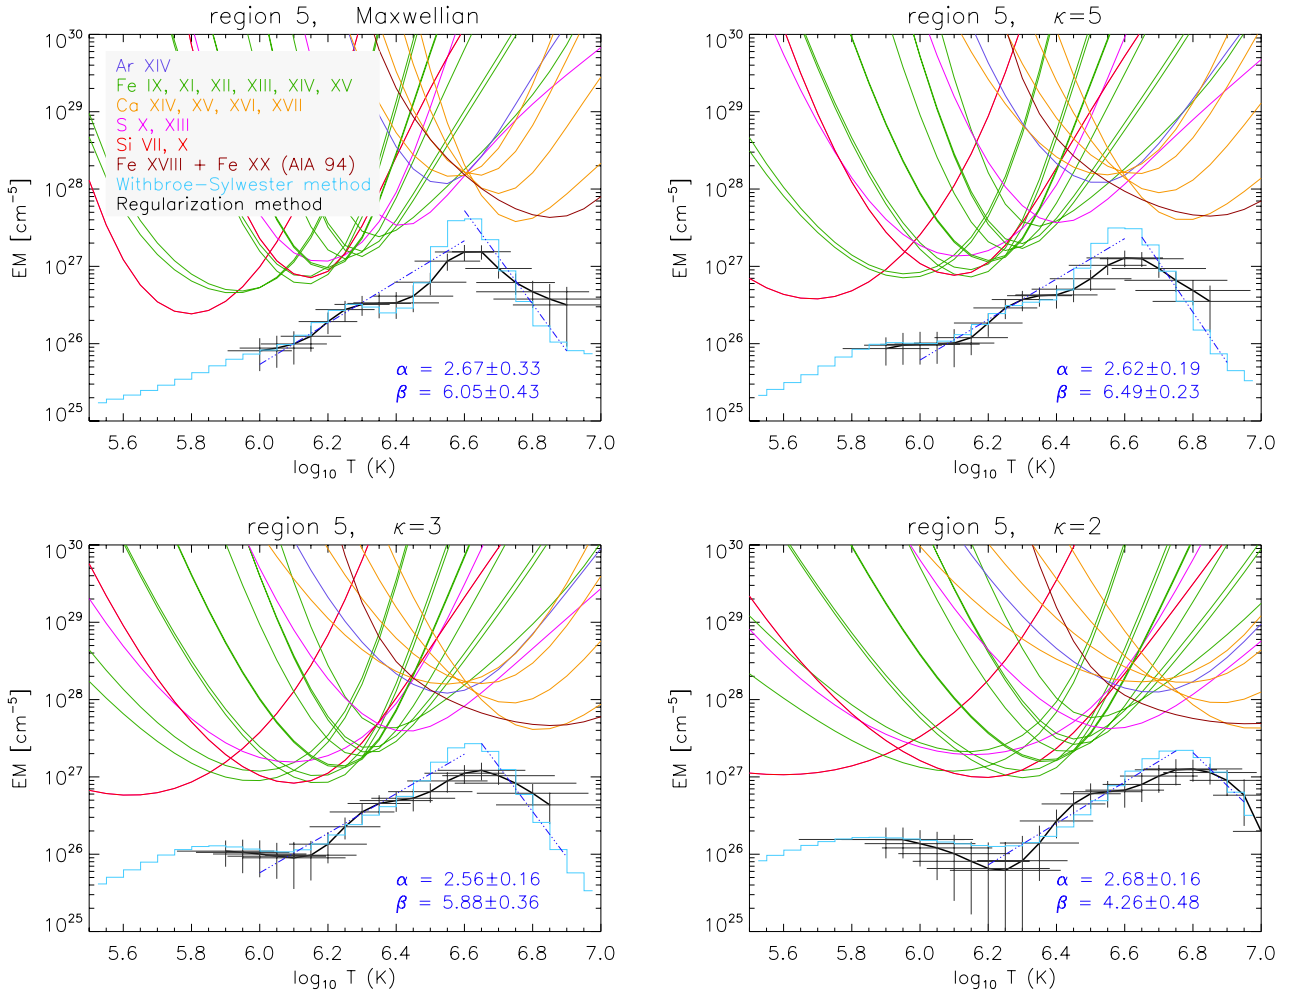 region 5, Maxwellian
10^30
10^29
10^28
10^27
10^26
10^25
EM [cm^-5]
Ar XIV
Fe IX, XI, XII, XIII, XIV, XV
Ca XIV, XV, XVI, XVII
S X, XIII
Si VII, X
Fe XVIII + Fe XX (AIA 94)
Withbroe-Sylwester method
Regularization method
α = 2.67±0.33
β = 6.05±0.43
5.6 5.8 6.0 6.2 6.4 6.6 6.8 7.0
log10 T (K)
region 5, κ=5
10^30
10^29
10^28
10^27
10^26
10^25
EM [cm^-5]
α = 2.62±0.19
β = 6.49±0.23
5.6 5.8 6.0 6.2 6.4 6.6 6.8 7.0
log10 T (K)
region 5, κ=3
10^30
10^29
10^28
10^27
10^26
10^25
EM [cm^-5]
α = 2.56±0.16
β = 5.88±0.36
5.6 5.8 6.0 6.2 6.4 6.6 6.8 7.0
log10 T (K)
region 5, κ=2
10^30
10^29
10^28
10^27
10^26
10^25
EM [cm^-5]
α = 2.68±0.16
β = 4.26±0.48
5.6 5.8 6.0 6.2 6.4 6.6 6.8 7.0
log10 T (K)